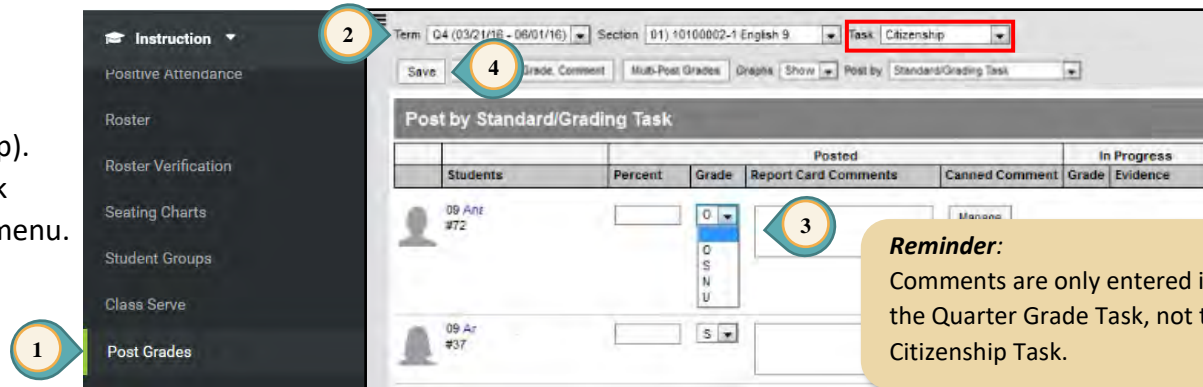 p).
k
menu.
Instruction
Positive Attendance
Roster
Roster Verification
Seating Charts
Student Groups
Class Serve
1
Post Grades
2
Term Q4 (03/21/16 - 06/01/16) Section 01) 10100002-1 English 9 Task Citizenship
Save 4 Grade, Comment Multi-Post Grades Graphs Show Post by Standard/Grading Task
Post by Standard/Grading Task
Posted In Progress
Students Percent Grade Report Card Comments Canned Comment Grade Evidence
09 An
#72
O
Manage
3
O
S
N
U
09 Ar
#37
S
Reminder:
Comments are only entered i
the Quarter Grade Task, not t
Citizenship Task.